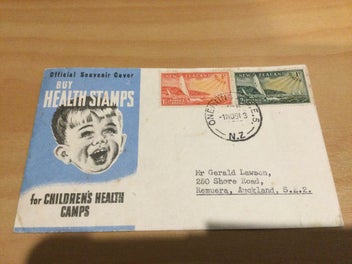 Official Souvenir Cover
BUY
HEALTH STAMPS
for CHILDREN'S HEALTH
CAMPS
NEW ZEALAND
NEW ZEALAND
N.Z
Mr Gerald Lawson,
250 Shore Road,
Remuera, Auckland, S.E.2.